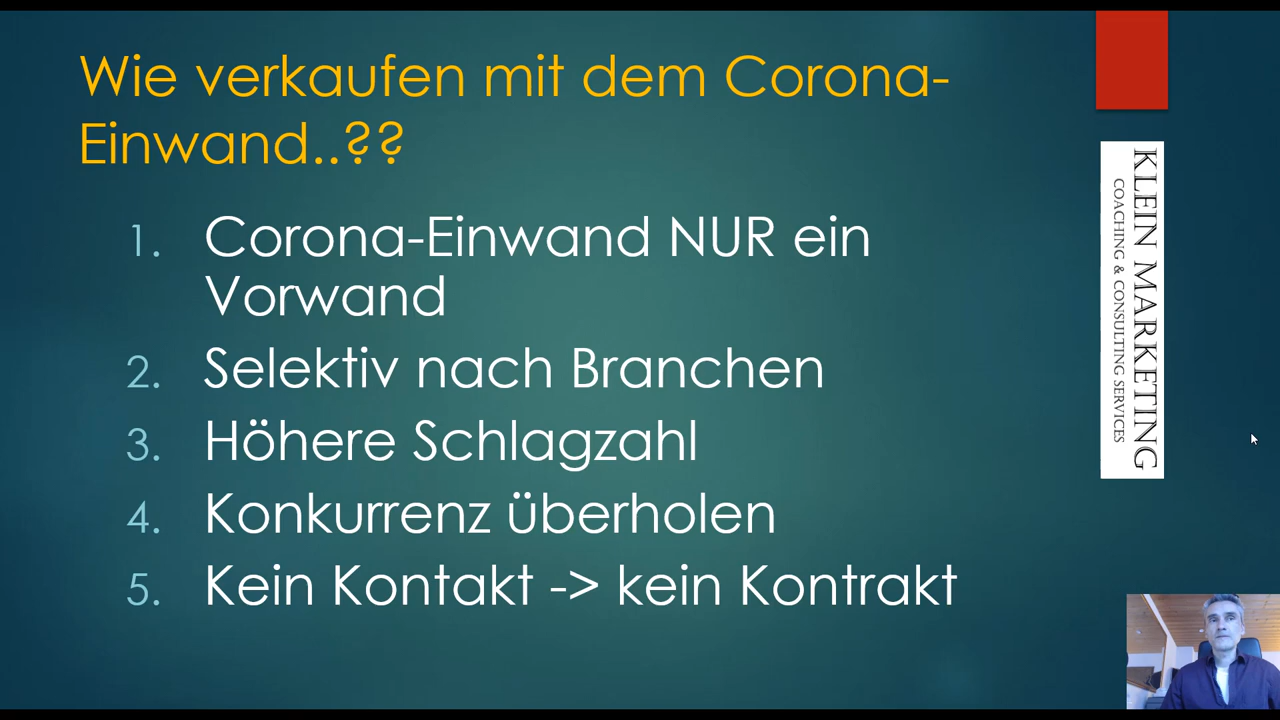 Wie verkaufen mit dem Corona-
Einwand..??
1. Corona-Einwand NUR ein
Vorwand
2. Selektiv nach Branchen
3. Höhere Schlagzahl
4. Konkurrenz überholen
5. Kein Kontakt -> kein Kontrakt
KLEIN MARKETING
COACHING & CONSULTING SERVICES